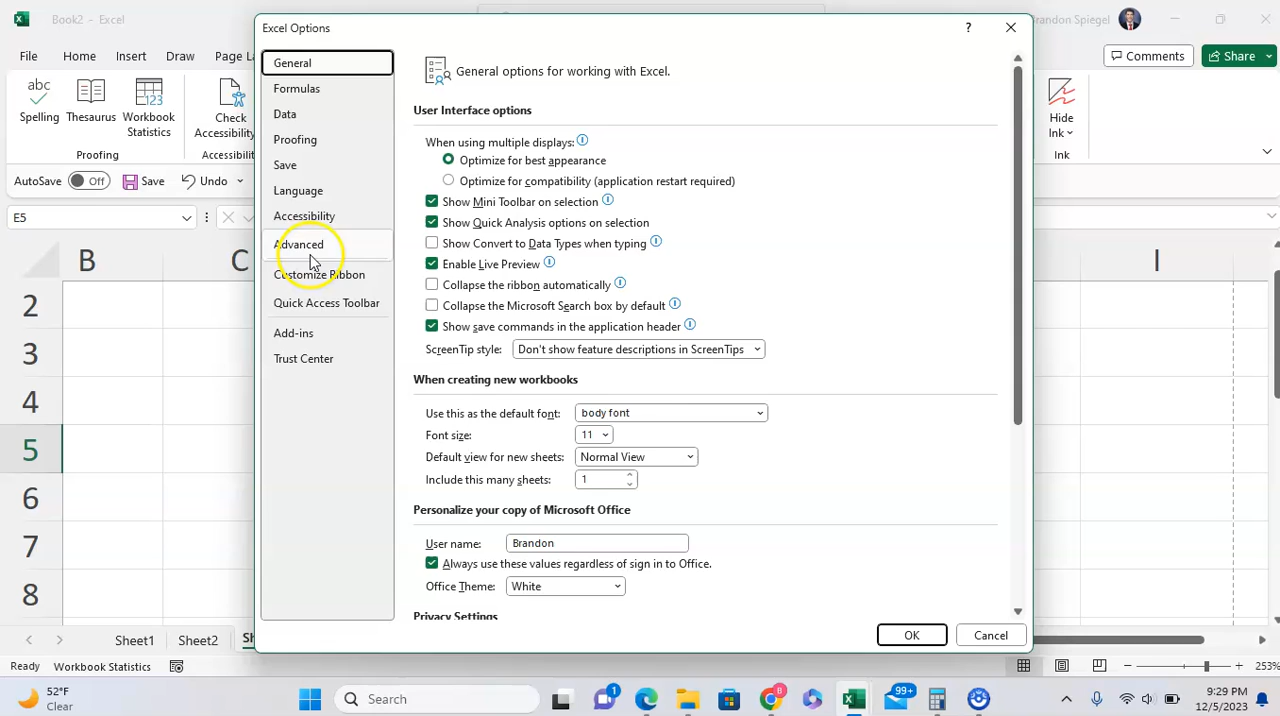 Book2 - Excel
Brandon Spiegel
Excel Options
?
File Home Insert Draw Page La
Comments Share
Spelling Thesaurus Workbook Statistics Check Accessibility
Hide Ink
Proofing Accessibili Ink
AutoSave Off Save Undo
E5
B C I
2
3
4
5
6
7
8
General
Formulas
Data
Proofing
Save
Language
Accessibility
Advanced
Customize Ribbon
Quick Access Toolbar
Add-ins
Trust Center
General options for working with Excel.
User Interface options
When using multiple displays:
Optimize for best appearance
Optimize for compatibility (application restart required)
Show Mini Toolbar on selection
Show Quick Analysis options on selection
Show Convert to Data Types when typing
Enable Live Preview
Collapse the ribbon automatically
Collapse the Microsoft Search box by default
Show save commands in the application header
ScreenTip style: Don't show feature descriptions in ScreenTips
When creating new workbooks
Use this as the default font: body font
Font size: 11
Default view for new sheets: Normal View
Include this many sheets: 1
Personalize your copy of Microsoft Office
User name: Brandon
Always use these values regardless of sign in to Office.
Office Theme: White
Privacy Settings
OK Cancel
Sheet1 Sheet2 Sh
Ready Workbook Statistics
253%
52°F
Clear
Search
1
99+
9:29 PM
12/5/2023